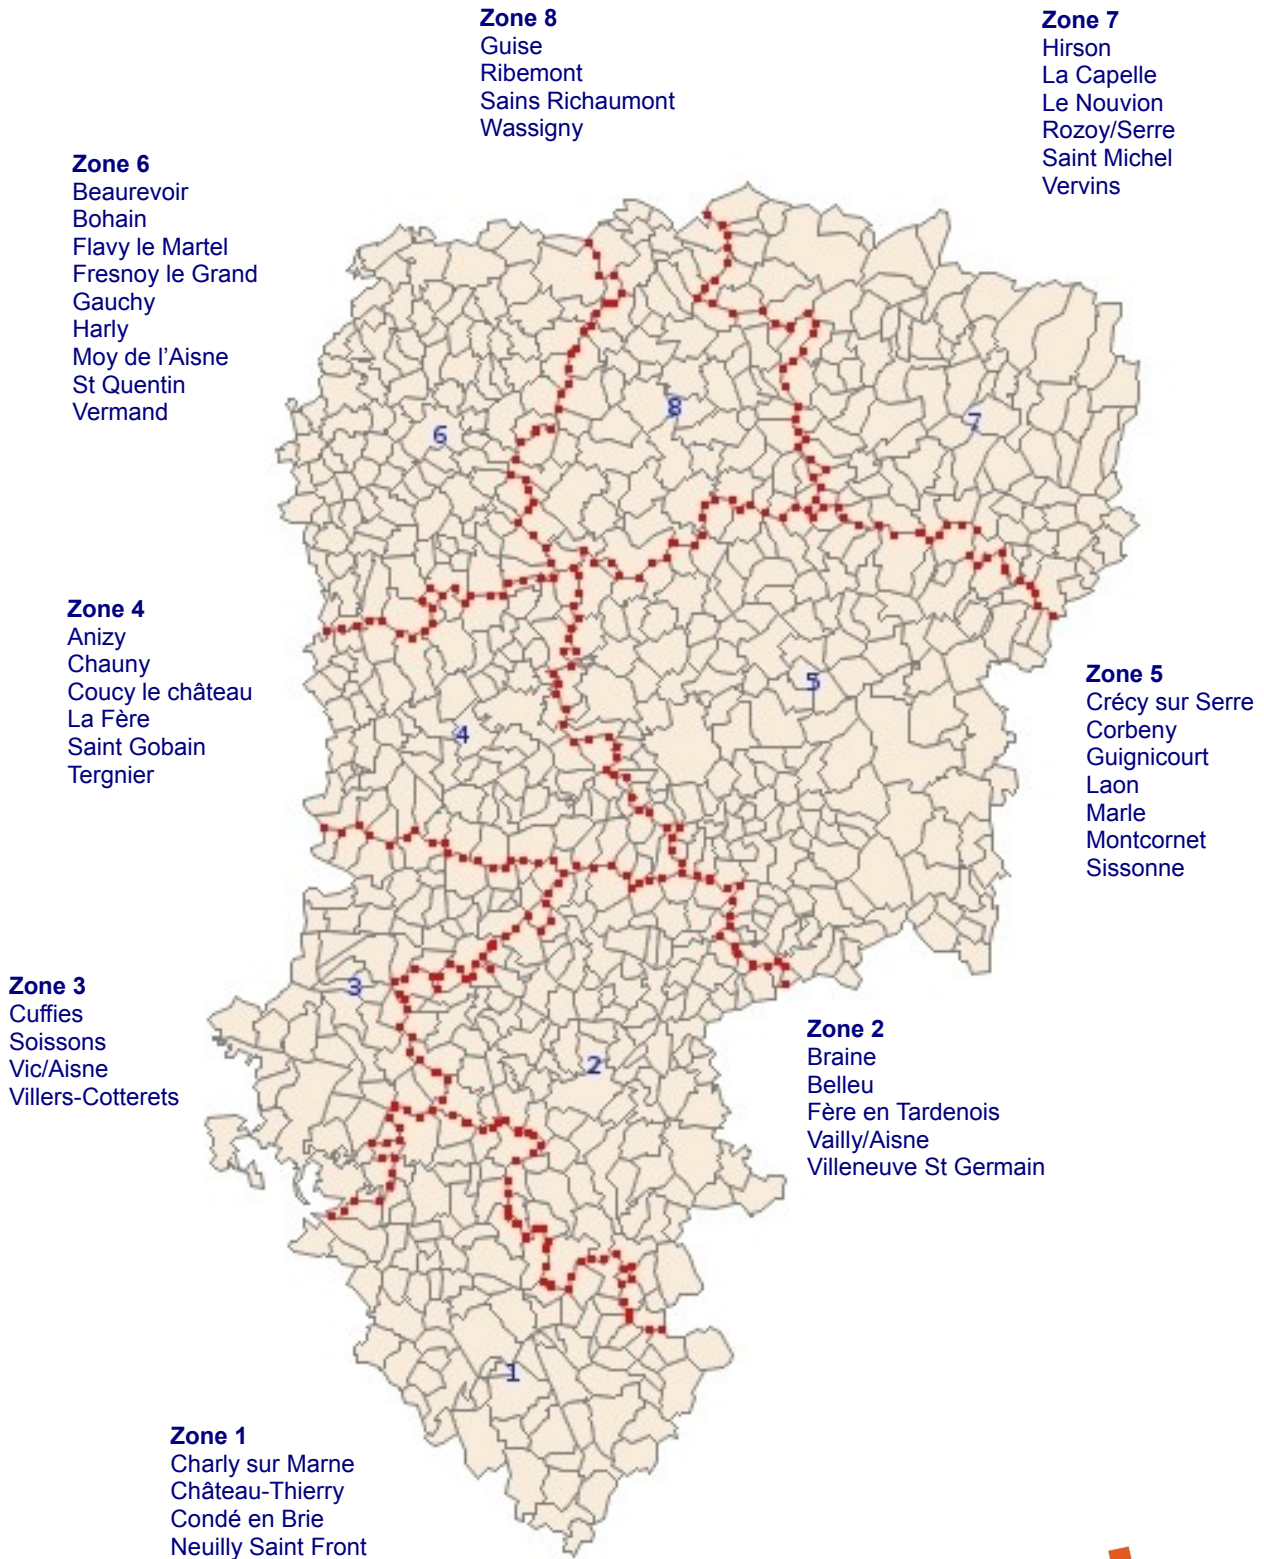 Zone 8
Guise
Ribemont
Sains Richaumont
Wassigny
Zone 7
Hirson
La Capelle
Le Nouvion
Rozoy/Serre
Saint Michel
Vervins
Zone 6
Beaurevoir
Bohain
Flavy le Martel
Fresnoy le Grand
Gauchy
Harly
Moy de l’Aisne
St Quentin
Vermand
8
7
6
Zone 4
Anizy
Chauny
Coucy le château
La Fère
Saint Gobain
Tergnier
5
4
Zone 5
Crécy sur Serre
Corbeny
Guignicourt
Laon
Marle
Montcornet
Sissonne
Zone 3
Cuffies
Soissons
Vic/Aisne
Villers-Cotterets
3
2
Zone 2
Braine
Belleu
Fère en Tardenois
Vailly/Aisne
Villeneuve St Germain
1
Zone 1
Charly sur Marne
Château-Thierry
Condé en Brie
Neuilly Saint Front